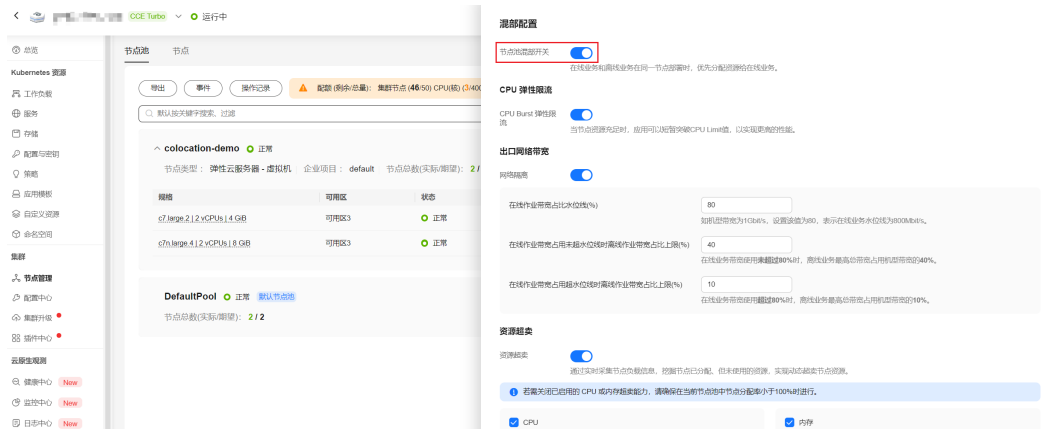 CCE Turbo
运行中
总览
Kubernetes 资源
工作负载
服务
存储
配置与密钥
策略
应用模板
自定义资源
命名空间
集群
节点管理
配置中心
集群升级
插件中心
云原生观测
健康中心 New
监控中心 New
日志中心 New
节点池 节点
导出 事件 操作记录 配额 (剩余/总量): 集群节点 (46/50) CPU(核) (3/400
默认按关键字搜索、过滤
colocation-demo 正常
节点类型: 弹性云服务器 - 虚拟机 企业项目: default 节点总数(实际/期望): 2 /
规格 可用区 状态
c7.large.2 | 2 vCPUs | 4 GiB 可用区3 正常
c7n.large.4 | 2 vCPUs | 8 GiB 可用区3 正常
DefaultPool 正常 默认节点池
节点总数(实际/期望): 2 / 2
混部配置
节点池混部开关
在线业务和离线业务在同一节点部署时，优先分配资源给在线业务。
CPU 弹性限流
CPU Burst 弹性限
流
当节点资源充足时，应用可以短暂突破CPU Limit值，以实现更高的性能。
出口网络带宽
网络隔离
在线作业带宽占比水位线(%) 80
如机型带宽为1Gbit/s，设置该值为80，表示在线业务水位线为800Mbit/s。
在线作业带宽占用未超水位线时离线作业带宽占比上限(%) 40
在线业务带宽使用未超过80%时，离线业务最高总带宽占用机型带宽的40%。
在线作业带宽占用超水位线时离线作业带宽占比上限(%) 10
在线业务带宽使用超过80%时，离线业务最高总带宽占用机型带宽的10%。
资源超卖
资源超卖
通过实时采集节点负载信息，挖掘节点已分配、但未使用的资源，实现动态超卖节点资源。
若需关闭已启用的 CPU 或内存超卖能力，请确保在当前节点池中节点分配率小于100%时进行。
CPU 内存